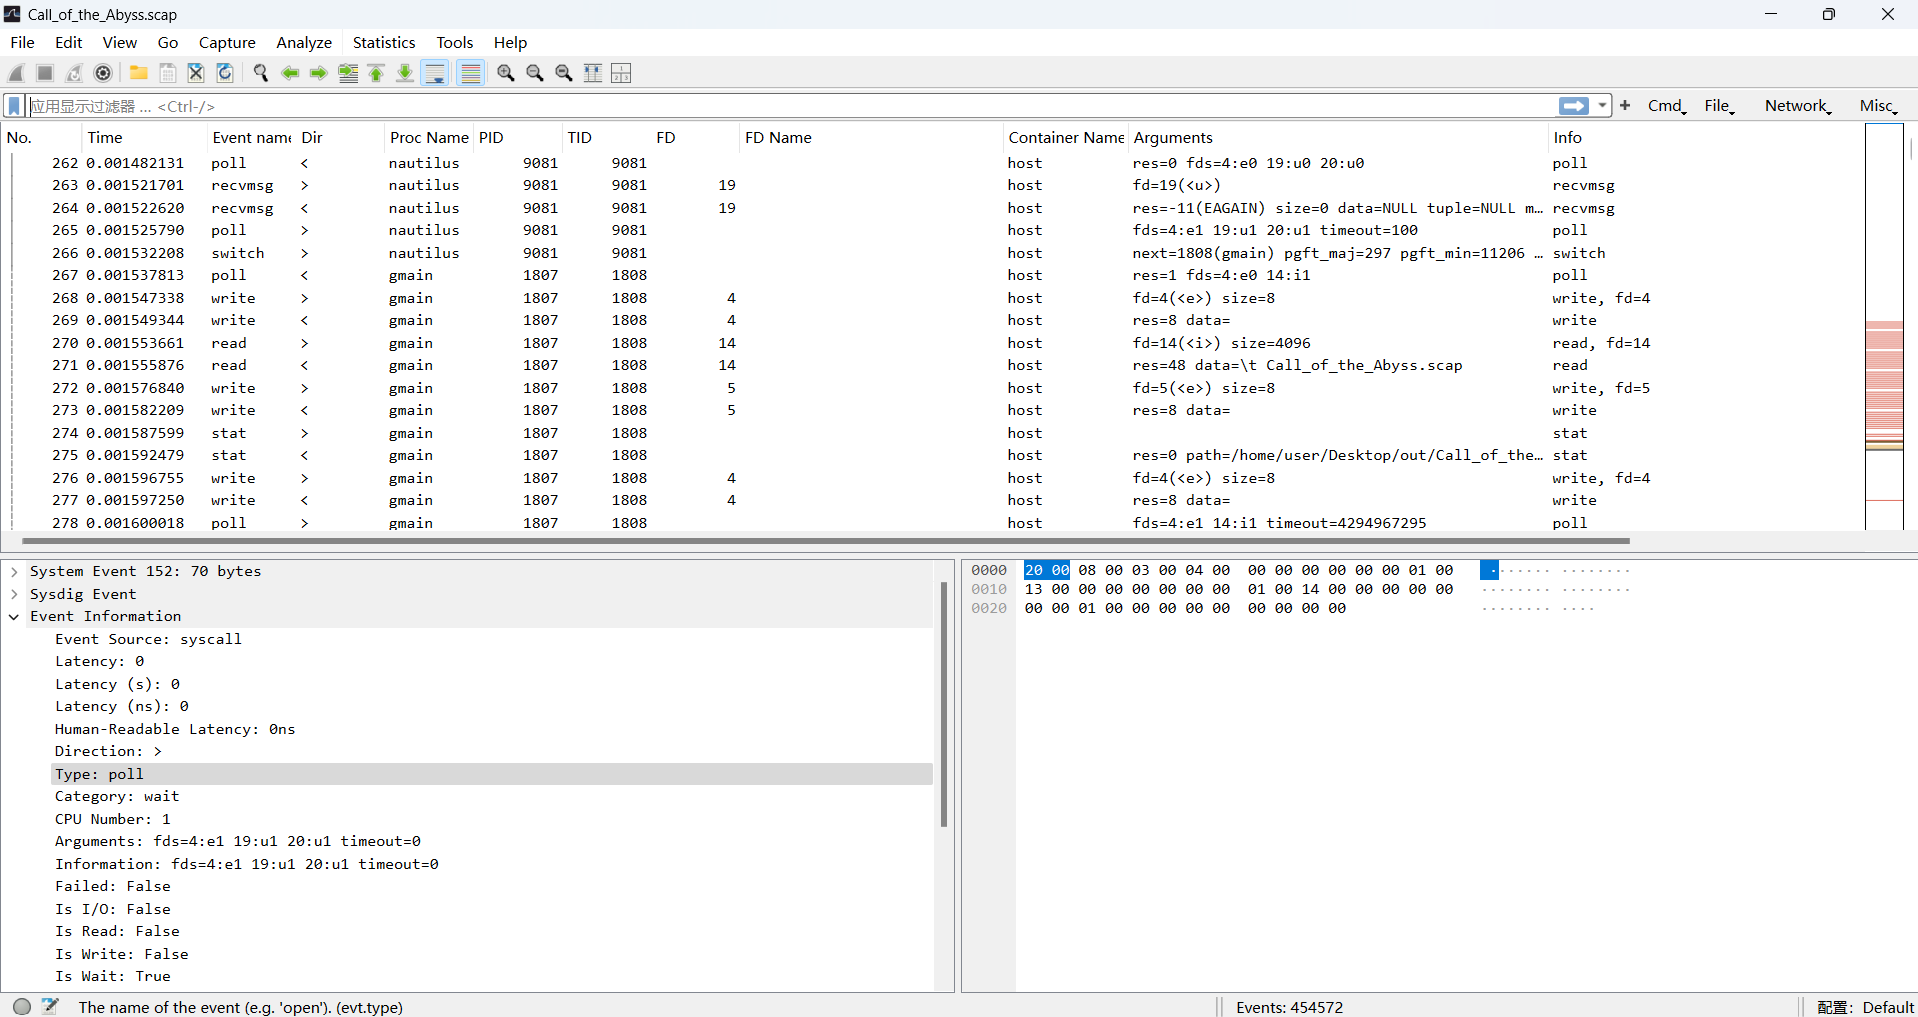 Call_of_the_Abyss.scap
File Edit View Go Capture Analyze Statistics Tools Help
应用显示过滤器 … <Ctrl-/> + Cmd File Network Misc
No. Time Event name Dir Proc Name PID TID FD FD Name Container Name Arguments Info
262 0.001482131 poll < nautilus 9081 9081 host res=0 fds=4:e0 19:u0 20:u0 poll
263 0.001521701 recvmsg > nautilus 9081 9081 19 host fd=19(<u>) recvmsg
264 0.001522620 recvmsg < nautilus 9081 9081 19 host res=-11(EAGAIN) size=0 data=NULL tuple=NULL m… recvmsg
265 0.001525790 poll > nautilus 9081 9081 host fds=4:e1 19:u1 20:u1 timeout=100 poll
266 0.001532208 switch > nautilus 9081 9081 host next=1808(gmain) pgft_maj=297 pgft_min=11206 … switch
267 0.001537813 poll < gmain 1807 1808 host res=1 fds=4:e0 14:i1 poll
268 0.001547338 write > gmain 1807 1808 4 host fd=4(<e>) size=8 write, fd=4
269 0.001549344 write < gmain 1807 1808 4 host res=8 data= write
270 0.001553661 read > gmain 1807 1808 14 host fd=14(<i>) size=4096 read, fd=14
271 0.001555876 read < gmain 1807 1808 14 host res=48 data=\t Call_of_the_Abyss.scap read
272 0.001576840 write > gmain 1807 1808 5 host fd=5(<e>) size=8 write, fd=5
273 0.001582209 write < gmain 1807 1808 5 host res=8 data= write
274 0.001587599 stat > gmain 1807 1808 host stat
275 0.001592479 stat < gmain 1807 1808 host res=0 path=/home/user/Desktop/out/Call_of_the… stat
276 0.001596755 write > gmain 1807 1808 4 host fd=4(<e>) size=8 write, fd=4
277 0.001597250 write < gmain 1807 1808 4 host res=8 data= write
278 0.001600018 poll > gmain 1807 1808 host fds=4:e1 14:i1 timeout=4294967295 poll
System Event 152: 70 bytes
Sysdig Event
Event Information
Event Source: syscall
Latency: 0
Latency (s): 0
Latency (ns): 0
Human-Readable Latency: 0ns
Direction: >
Type: poll
Category: wait
CPU Number: 1
Arguments: fds=4:e1 19:u1 20:u1 timeout=0
Information: fds=4:e1 19:u1 20:u1 timeout=0
Failed: False
Is I/O: False
Is Read: False
Is Write: False
Is Wait: True
0000 20 00 08 00 03 00 04 00 00 00 00 00 00 00 01 00 ······· ········
0010 13 00 00 00 00 00 00 00 01 00 14 00 00 00 00 00 ········ ········
0020 00 00 01 00 00 00 00 00 00 00 00 00 ········ ····
The name of the event (e.g. 'open'). (evt.type) Events: 454572 配置: Default